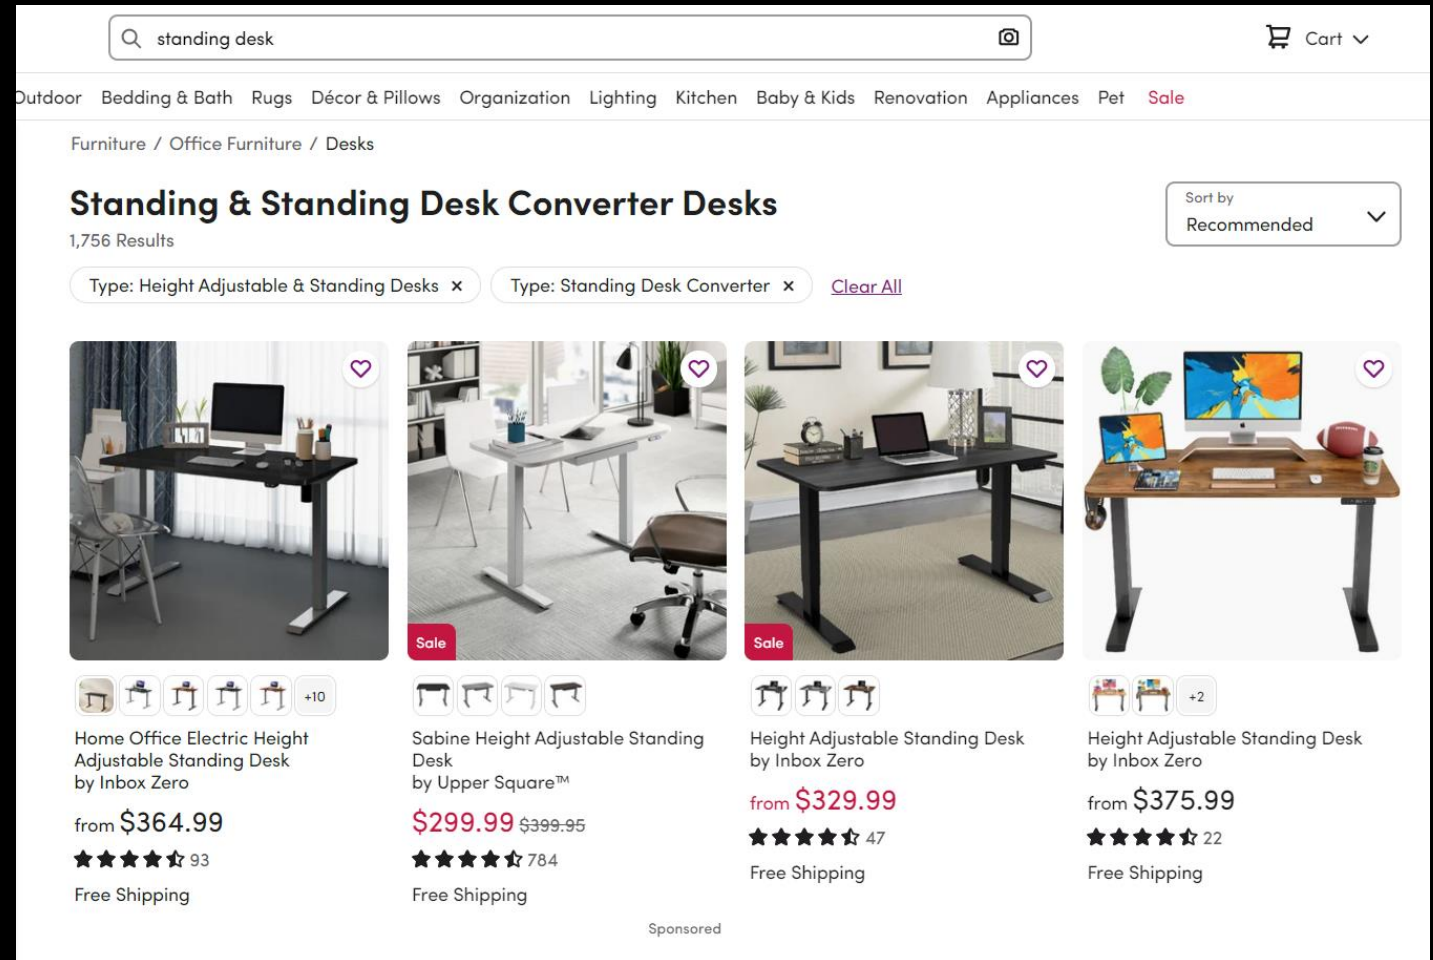 standing desk
Cart
Outdoor Bedding & Bath Rugs Décor & Pillows Organization Lighting Kitchen Baby & Kids Renovation Appliances Pet Sale
Furniture / Office Furniture / Desks
Standing & Standing Desk Converter Desks
1,756 Results
Sort by
Recommended
Type: Height Adjustable & Standing Desks ×
Type: Standing Desk Converter ×
Clear All
+10
Home Office Electric Height
Adjustable Standing Desk
by Inbox Zero
from $364.99
93
Free Shipping
Sale
Sabine Height Adjustable Standing
Desk
by Upper Square™
$299.99 $399.95
784
Free Shipping
Sale
Height Adjustable Standing Desk
by Inbox Zero
from $329.99
47
Free Shipping
+2
Height Adjustable Standing Desk
by Inbox Zero
from $375.99
22
Free Shipping
Sponsored